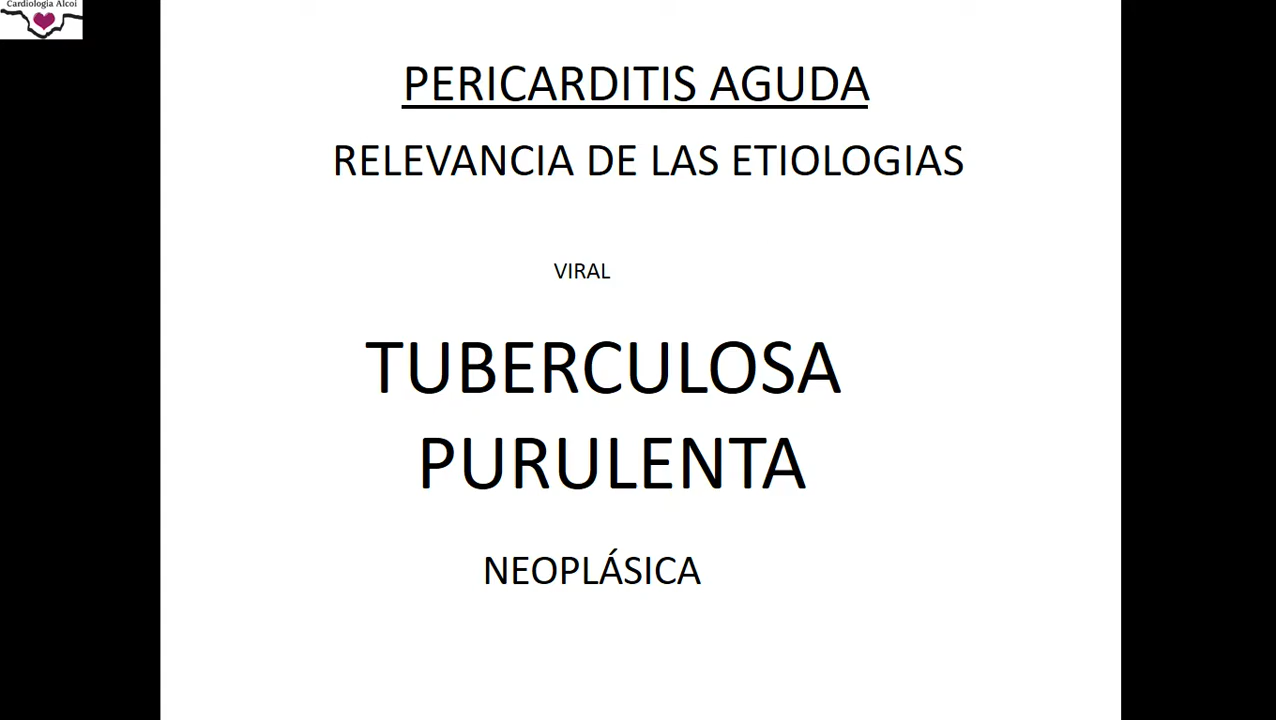 Cardiologia Alcoi
PERICARDITIS AGUDA
RELEVANCIA DE LAS ETIOLOGIAS
VIRAL
TUBERCULOSA
PURULENTA
NEOPLÁSICA